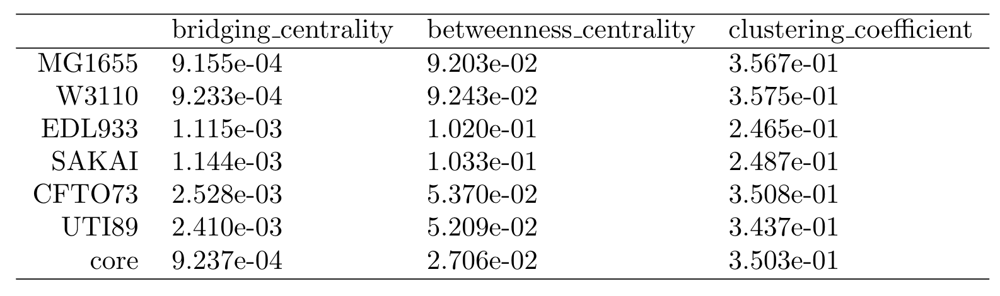 bridging_centrality betweenness_centrality clustering_coefficient
MG1655 9.155e-04 9.203e-02 3.567e-01
W3110 9.233e-04 9.243e-02 3.575e-01
EDL933 1.115e-03 1.020e-01 2.465e-01
SAKAI 1.144e-03 1.033e-01 2.487e-01
CFTO73 2.528e-03 5.370e-02 3.508e-01
UTI89 2.410e-03 5.209e-02 3.437e-01
core 9.237e-04 2.706e-02 3.503e-01